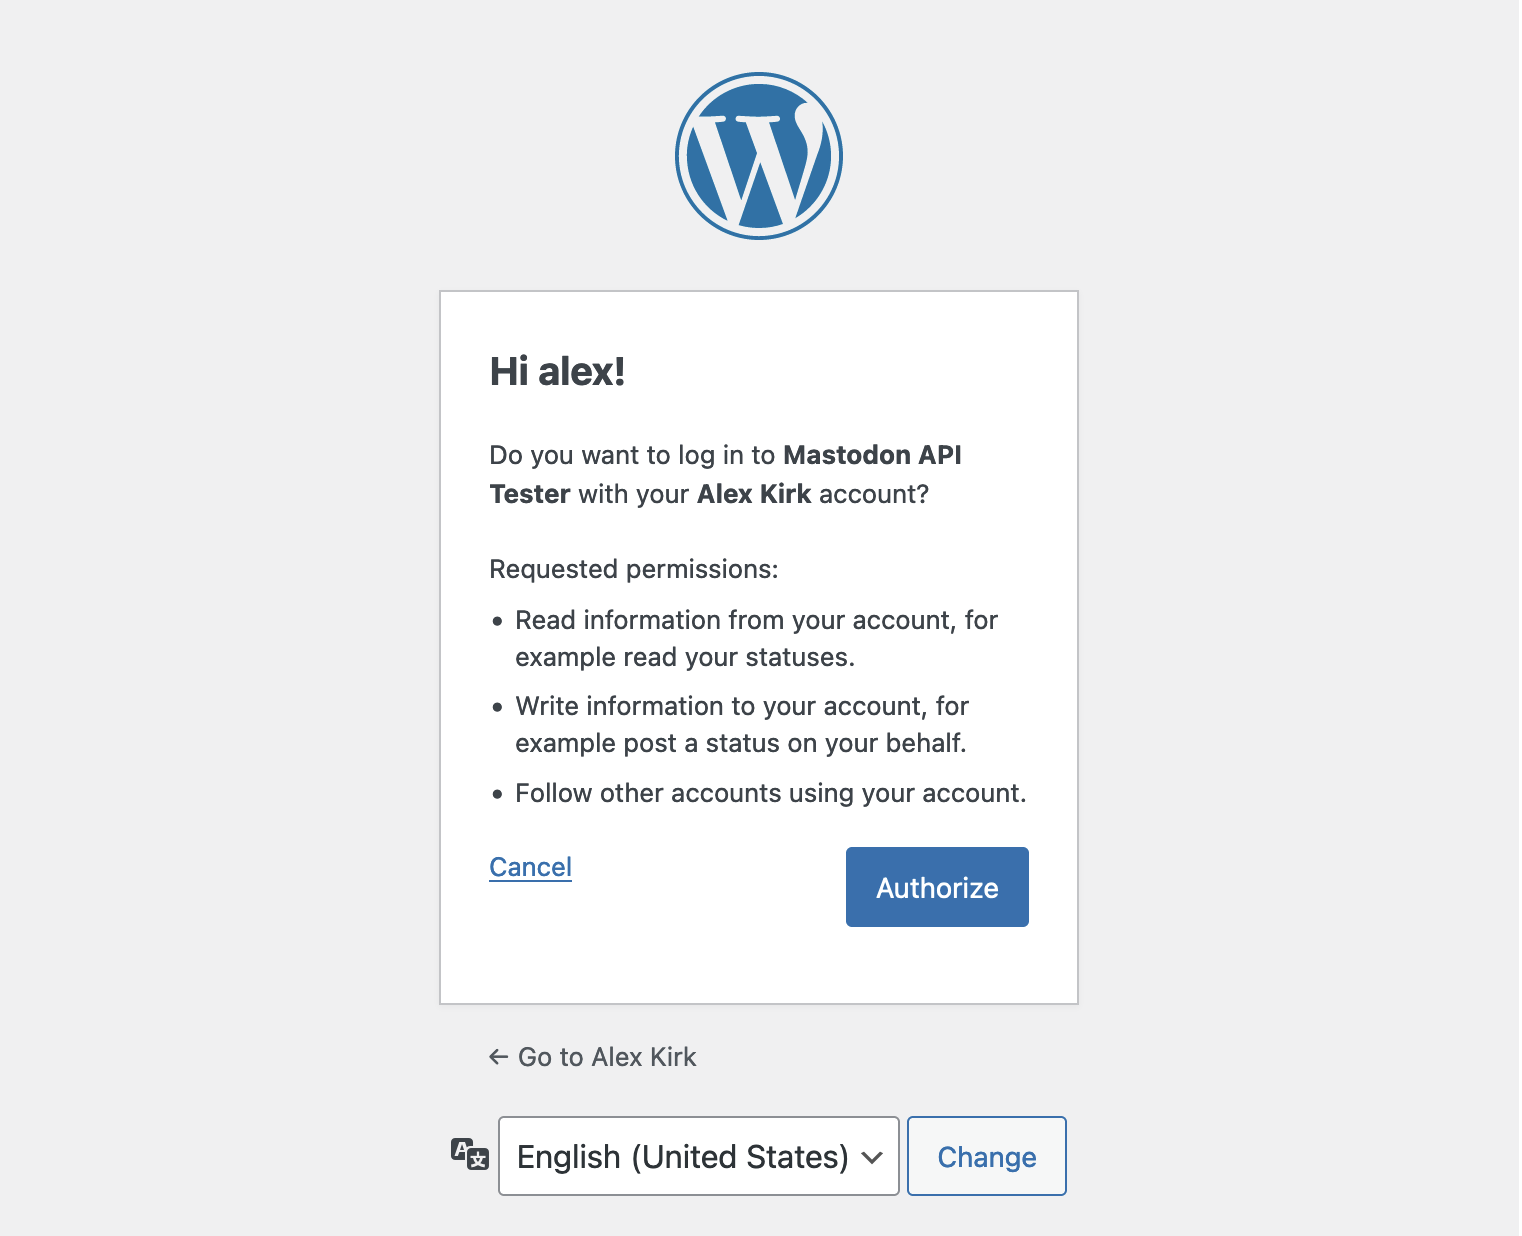 Hi alex!
Do you want to log in to Mastodon API
Tester with your Alex Kirk account?
Requested permissions:
• Read information from your account, for
example read your statuses.
• Write information to your account, for
example post a status on your behalf.
• Follow other accounts using your account.
Cancel
Authorize
← Go to Alex Kirk
English (United States)
Change